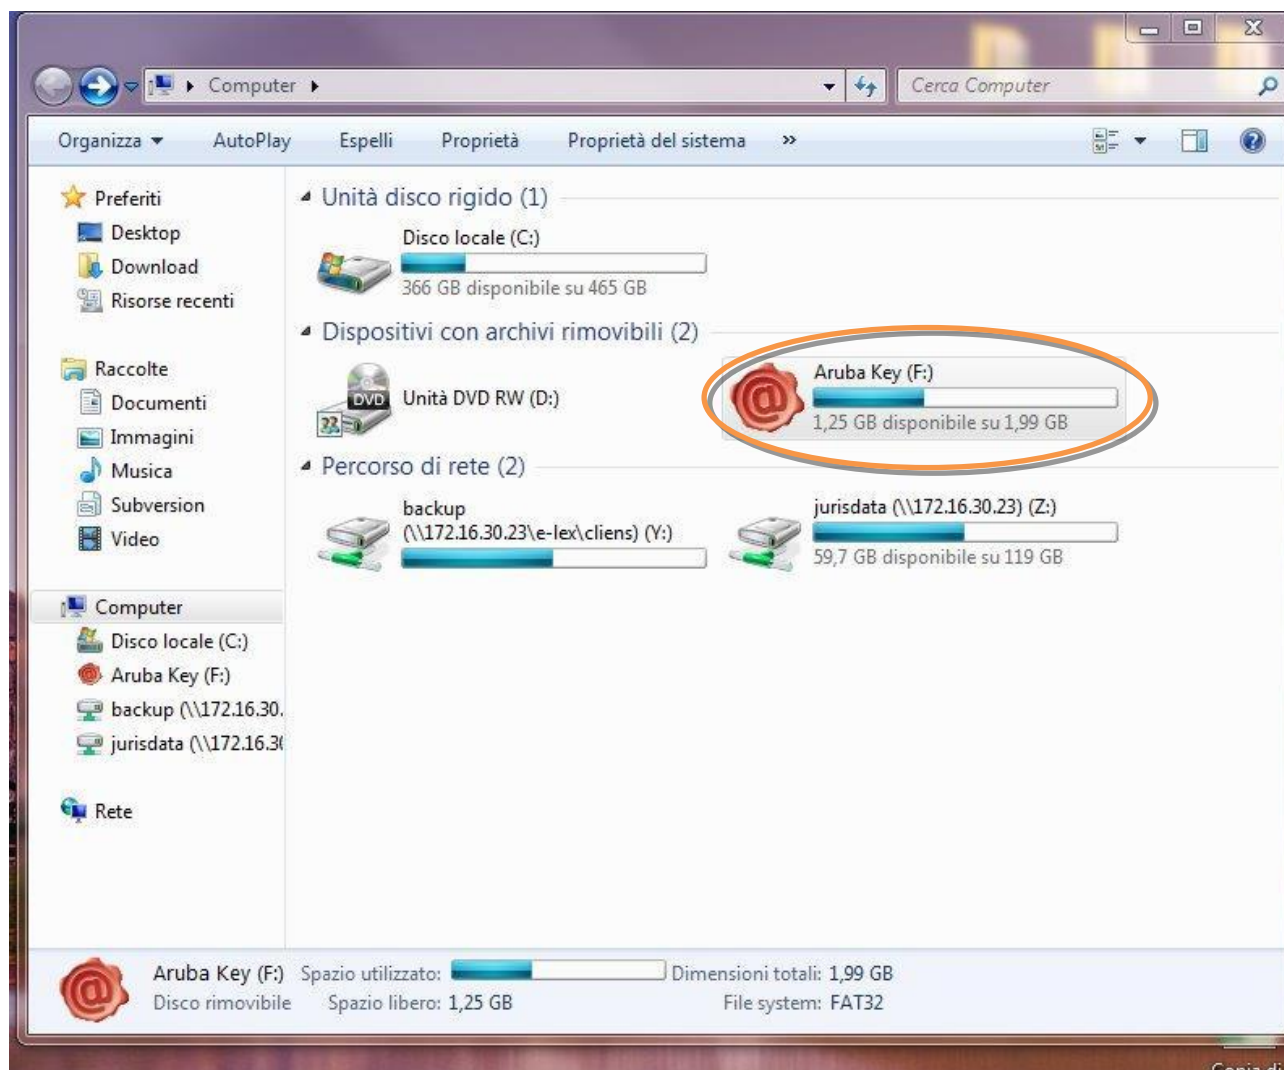 Computer
Cerca Computer
Organizza
AutoPlay
Espelli
Proprietà
Proprietà del sistema
»
Preferiti
Desktop
Download
Risorse recenti
Raccolte
Documenti
Immagini
Musica
Subversion
Video
Computer
Disco locale (C:)
Aruba Key (F:)
backup (\\172.16.30.
jurisdata (\\172.16.3
Rete
Unità disco rigido (1)
Disco locale (C:)
366 GB disponibile su 465 GB
Dispositivi con archivi rimovibili (2)
DVD
Unità DVD RW (D:)
@
Aruba Key (F:)
1,25 GB disponibile su 1,99 GB
Percorso di rete (2)
backup
(\\172.16.30.23\e-lex\cliens) (Y:)
jurisdata (\\172.16.30.23) (Z:)
59,7 GB disponibile su 119 GB
@
Aruba Key (F:) Spazio utilizzato: Dimensioni totali: 1,99 GB
Disco rimovibile Spazio libero: 1,25 GB File system: FAT32